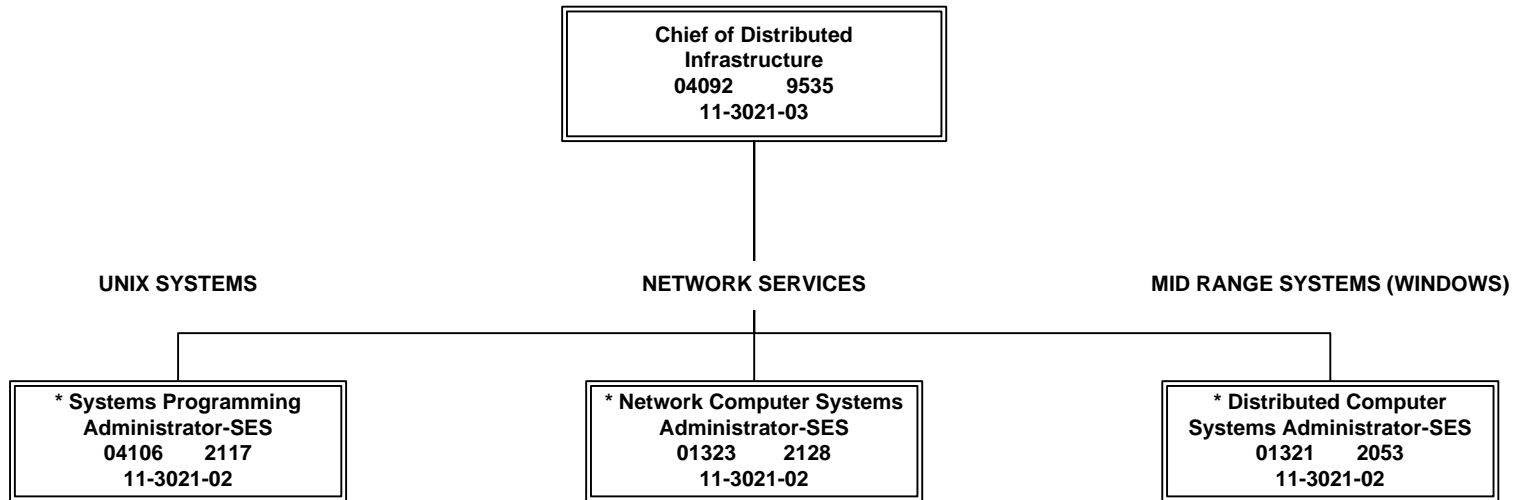 Chief of Distributed
Infrastructure
04092 9535
11-3021-03
UNIX SYSTEMS
NETWORK SERVICES
MID RANGE SYSTEMS (WINDOWS)
* Systems Programming
Administrator-SES
04106 2117
11-3021-02
* Network Computer Systems
Administrator-SES
01323 2128
11-3021-02
* Distributed Computer
Systems Administrator-SES
01321 2053
11-3021-02